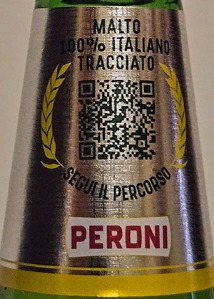 MALTO
100% ITALIANO
TRACCIATO
SEGUI IL PERCORSO
PERONI